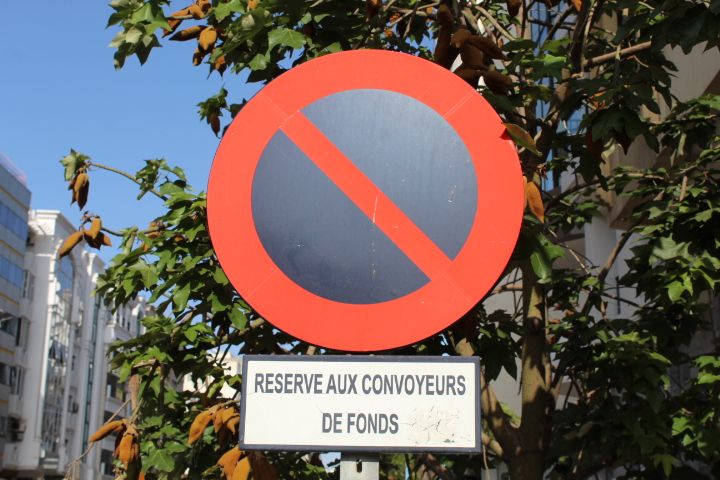 RESERVE AUX CONVOYEURS
DE FONDS